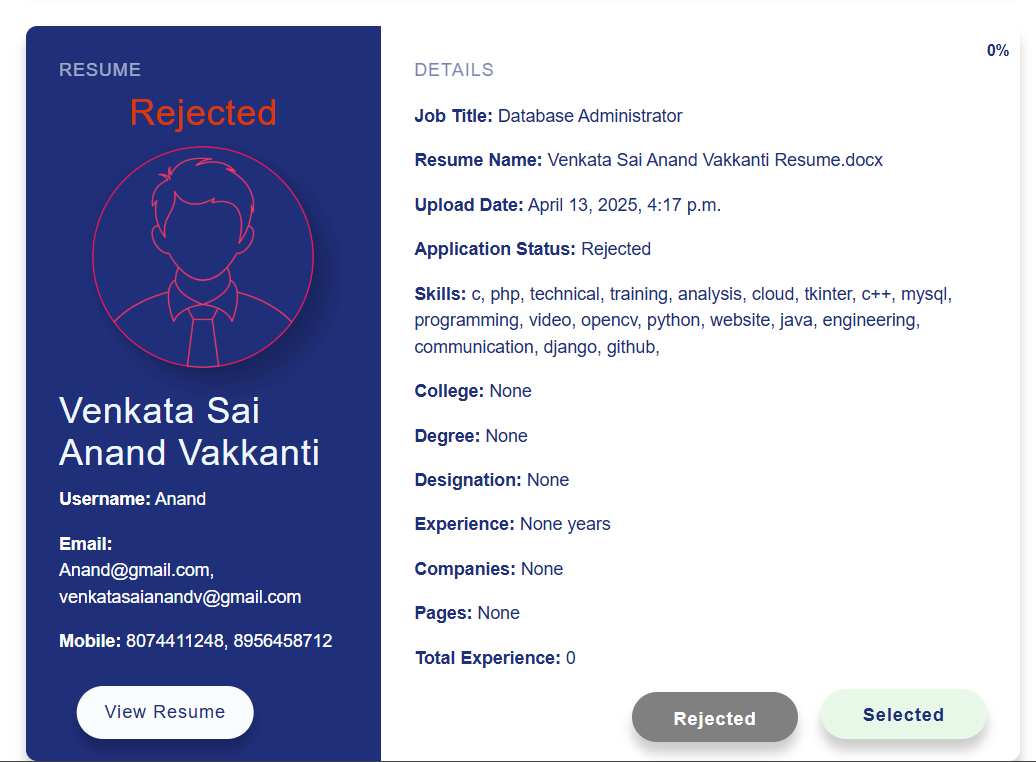 RESUME
Rejected
Venkata Sai
Anand Vakkanti
Username: Anand
Email:
Anand@gmail.com,
venkatasaianandv@gmail.com
Mobile: 8074411248, 8956458712
View Resume
0%
DETAILS
Job Title: Database Administrator
Resume Name: Venkata Sai Anand Vakkanti Resume.docx
Upload Date: April 13, 2025, 4:17 p.m.
Application Status: Rejected
Skills: c, php, technical, training, analysis, cloud, tkinter, c++, mysql,
programming, video, opencv, python, website, java, engineering,
communication, django, github,
College: None
Degree: None
Designation: None
Experience: None years
Companies: None
Pages: None
Total Experience: 0
Rejected
Selected